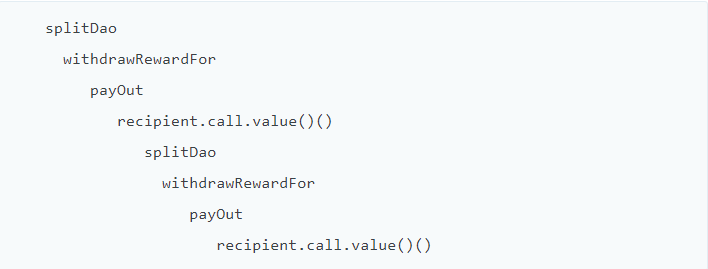 splitDao
withdrawRewardFor
payOut
recipient.call.value()()
splitDao
withdrawRewardFor
payOut
recipient.call.value()()